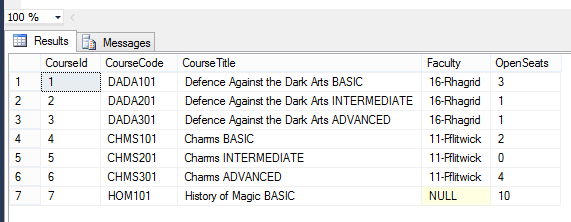 100 %
Results Messages
CourseId CourseCode CourseTitle Faculty OpenSeats
1 1 DADA101 Defence Against the Dark Arts BASIC 16-Rhagrid 3
2 2 DADA201 Defence Against the Dark Arts INTERMEDIATE 16-Rhagrid 1
3 3 DADA301 Defence Against the Dark Arts ADVANCED 16-Rhagrid 1
4 4 CHMS101 Charms BASIC 11-Fflitwick 2
5 5 CHMS201 Charms INTERMEDIATE 11-Fflitwick 0
6 6 CHMS301 Charms ADVANCED 11-Fflitwick 4
7 7 HOM101 History of Magic BASIC NULL 10